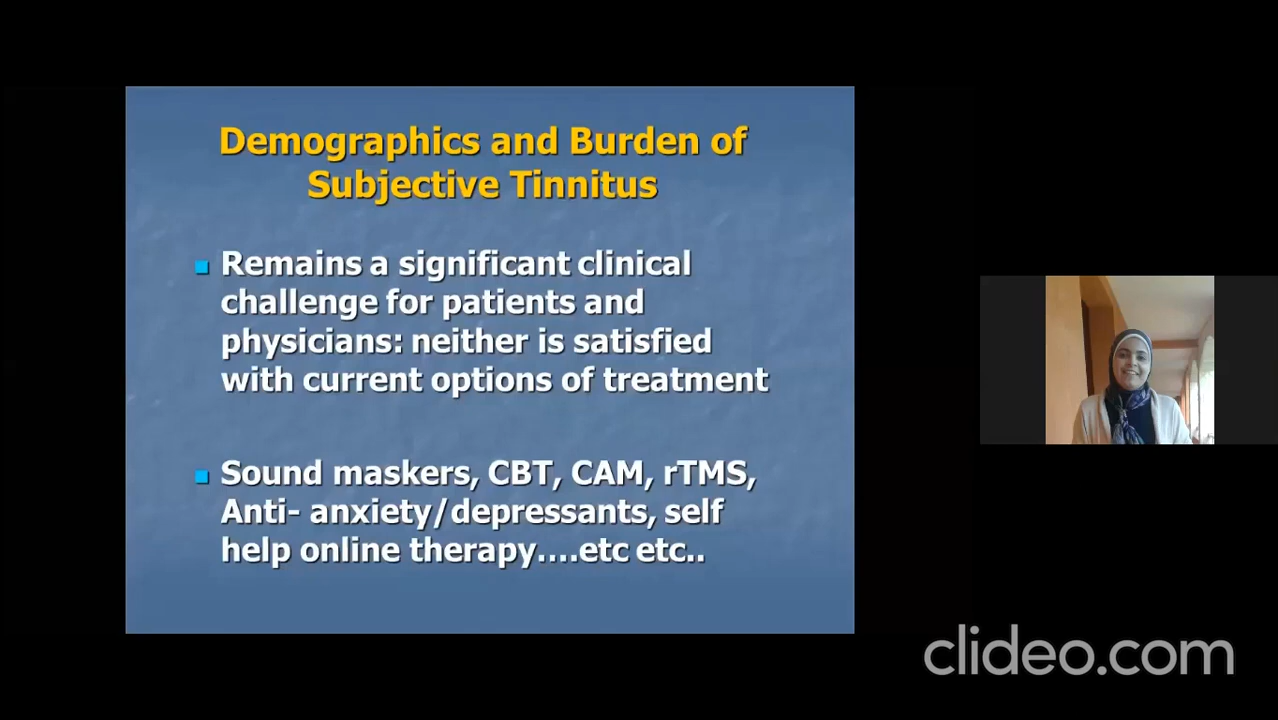 Demographics and Burden of
Subjective Tinnitus
Remains a significant clinical
challenge for patients and
physicians: neither is satisfied
with current options of treatment
Sound maskers, CBT, CAM, rTMS,
Anti- anxiety/depressants, self
help online therapy....etc etc..
clideo.com